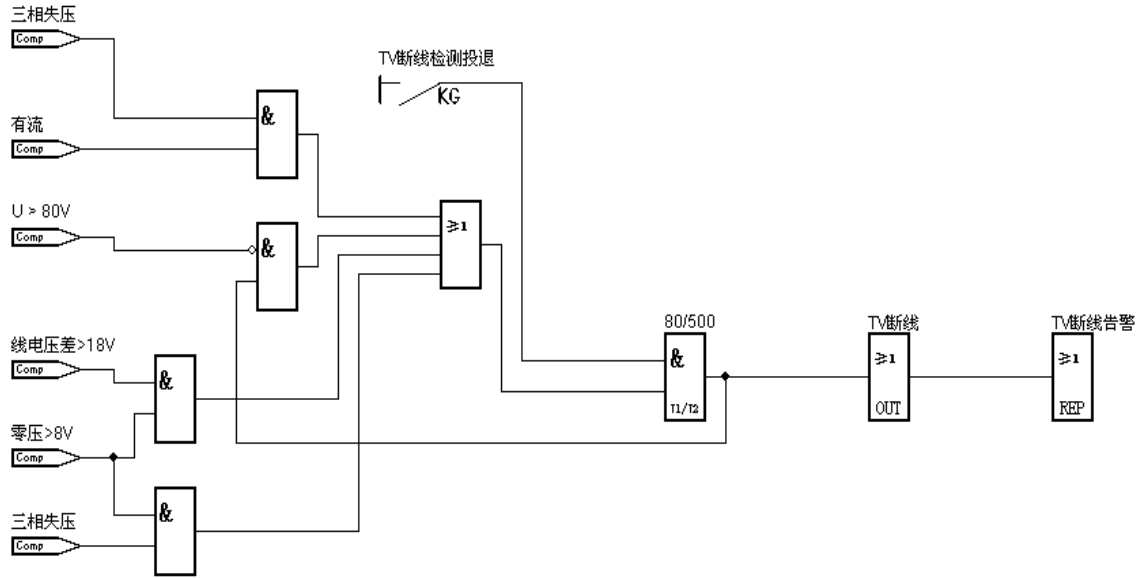 三相失压
Comp
TV断线检测投退
KG
&
有流
Comp
U > 80V
Comp
&
≥1
线电压差>18V
Comp
&
零压>8V
Comp
三相失压
Comp
&
80/500
&
T1/T2
TV断线
≥1
OUT
TV断线告警
≥1
REP